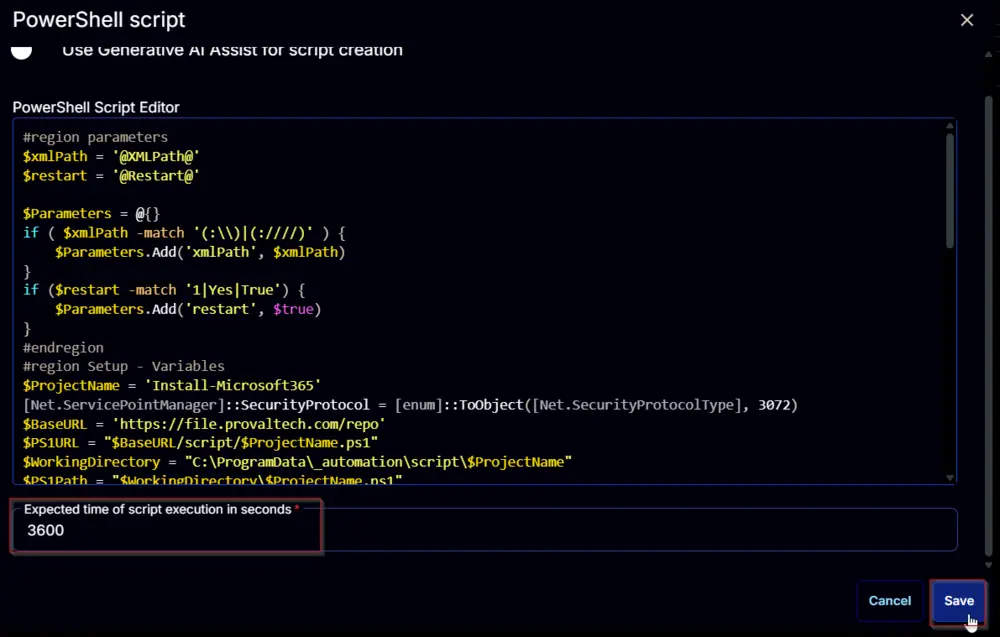 PowerShell script
Use Generative AI Assist for script creation
PowerShell Script Editor
#region parameters
$xmlPath = '@XMLPath@'
$restart = '@Restart@'
$Parameters = @{}
if ( $xmlPath -match '(:\\)|(:////)' ) {
    $Parameters.Add('xmlPath', $xmlPath)
}
if ($restart -match '1|Yes|True') {
    $Parameters.Add('restart', $true)
}
#endregion
#region Setup - Variables
$ProjectName = 'Install-Microsoft365'
[Net.ServicePointManager]::SecurityProtocol = [enum]::ToObject([Net.SecurityProtocolType], 3072)
$BaseURL = 'https://file.provaltech.com/repo'
$PS1URL = "$BaseURL/script/$ProjectName.ps1"
$WorkingDirectory = "C:\ProgramData\_automation\script\$ProjectName"
$PS1Path = "$WorkingDirectory\$ProjectName.ps1"
Expected time of script execution in seconds *
3600
Cancel
Save